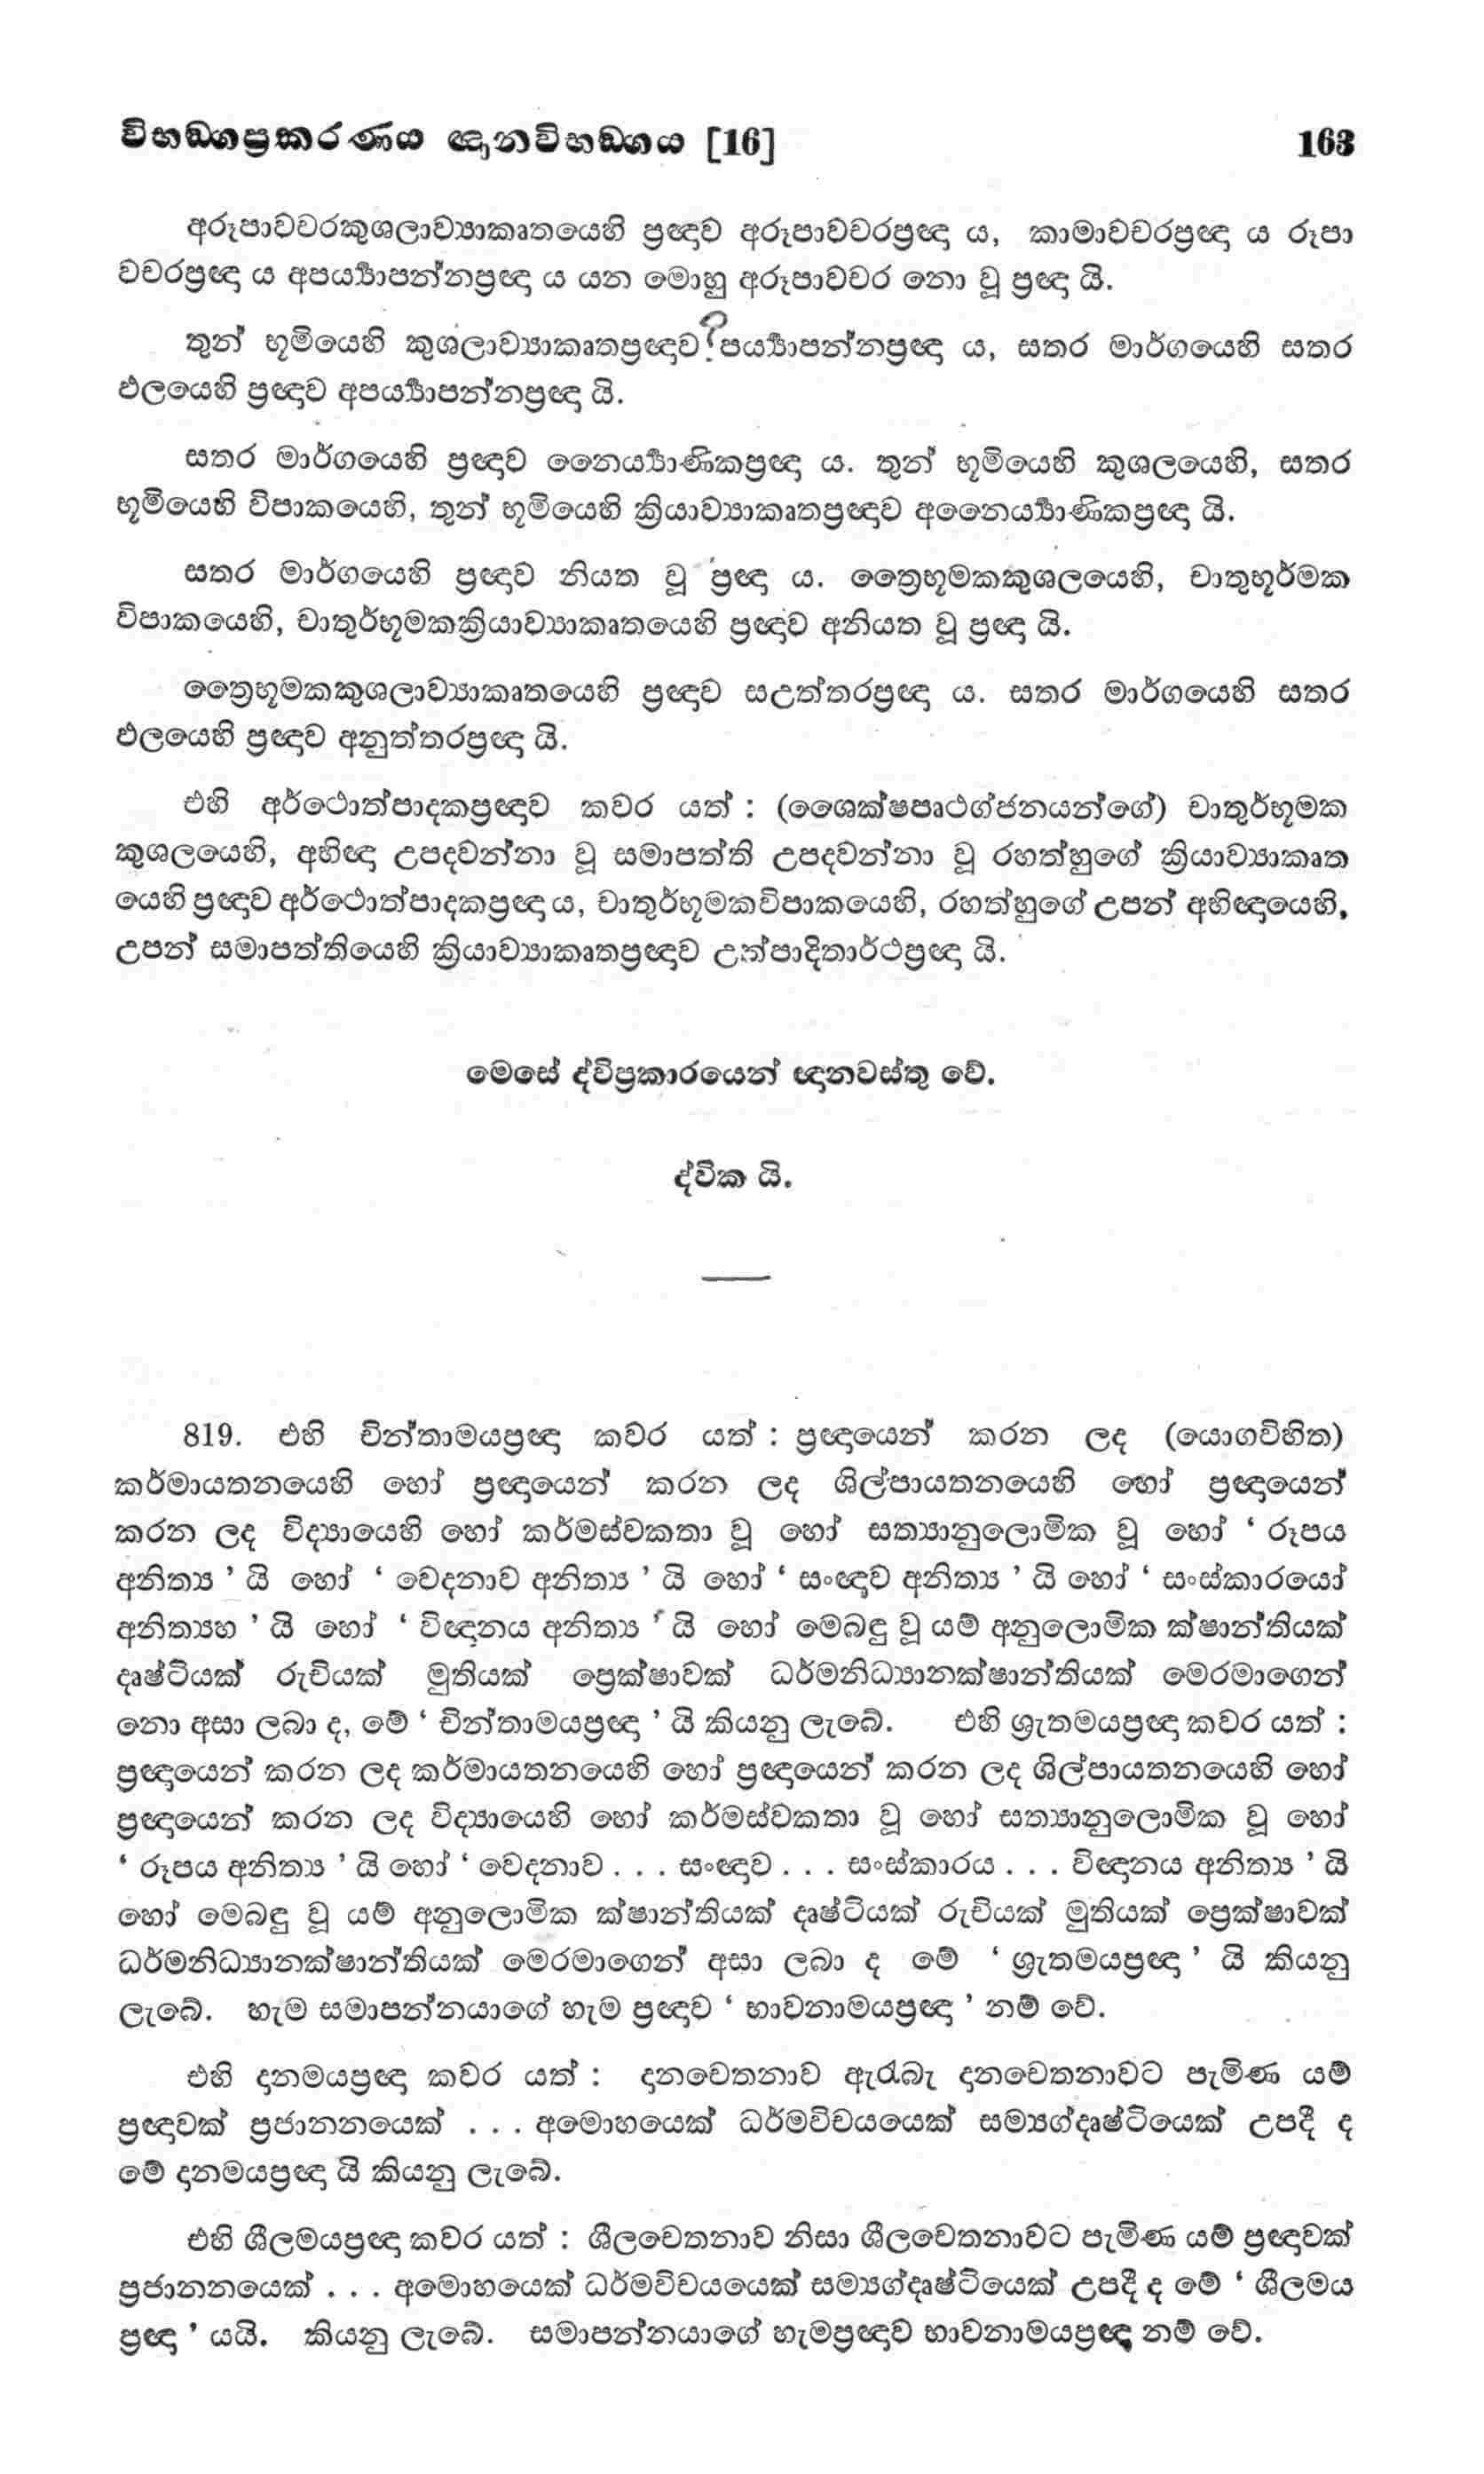 විභඞ්ගප්‍රකරණය ඥානවිභඞ්ගය [16] 163
අරූපාවචරකුශලාව්‍යාකෘතයෙහි ප්‍රඥාව අරූපාවචරප්‍රඥා ය, කාමාවචරප්‍රඥා ය රූපා
වචරප්‍රඥා ය අපර්‍ය්‍යාපන්නප්‍රඥා ය යන මොහු අරූපාවචර නො වූ ප්‍රඥා යි.
තුන් භූමියෙහි කුශලාව්‍යාකෘතප්‍රඥාව පර්‍ය්‍යාපන්නප්‍රඥා ය, සතර මාර්ගයෙහි සතර
ඵලයෙහි ප්‍රඥාව අපර්‍ය්‍යාපන්නප්‍රඥා යි.
සතර මාර්ගයෙහි ප්‍රඥාව නෛර්‍ය්‍යාණිකප්‍රඥා ය. තුන් භූමියෙහි කුශලයෙහි, සතර
භූමියෙහි විපාකයෙහි, තුන් භූමියෙහි ක්‍රියාව්‍යාකෘතප්‍රඥාව අනෛර්‍ය්‍යාණිකප්‍රඥා යි.
සතර මාර්ගයෙහි ප්‍රඥාව නියත වූ ප්‍රඥා ය. ත්‍රෛභූමකකුශලයෙහි, චාතුර්භූමක
විපාකයෙහි, චාතුර්භූමකක්‍රියාව්‍යාකෘතයෙහි ප්‍රඥාව අනියත වූ ප්‍රඥා යි.
ත්‍රෛභූමකකුශලාව්‍යාකෘතයෙහි ප්‍රඥාව සඋත්තරප්‍රඥා ය. සතර මාර්ගයෙහි සතර
ඵලයෙහි ප්‍රඥාව අනුත්තරප්‍රඥා යි.
එහි අර්ථොත්පාදකප්‍රඥාව කවර යත් : (ශෛක්ෂපෘථග්ජනයන්ගේ) චාතුර්භූමක
කුශලයෙහි, අභිඥා උපදවන්නා වූ සමාපත්ති උපදවන්නා වූ රහත්හුගේ ක්‍රියාව්‍යාකෘත
යෙහි ප්‍රඥාව අර්ථොත්පාදකප්‍රඥා ය, චාතුර්භූමකවිපාකයෙහි, රහත්හුගේ උපන් අභිඥායෙහි,
උපන් සමාපත්තියෙහි ක්‍රියාව්‍යාකෘතප්‍රඥාව උත්පාදිතාර්ථප්‍රඥා යි.
මෙසේ ද්විප්‍රකාරයෙන් ඥානවස්තු වේ.
ද්වික යි.
819. එහි චින්තාමයප්‍රඥා කවර යත් : ප්‍රඥායෙන් කරන ලද (යොගවිහිත)
කර්මායතනයෙහි හෝ ප්‍රඥායෙන් කරන ලද ශිල්පායතනයෙහි හෝ ප්‍රඥායෙන්
කරන ලද විද්‍යායෙහි හෝ කර්මස්වකතා වූ හෝ සත්‍යානුලොමික වූ හෝ ‘ රූපය
අනිත්‍ය ’ යි හෝ ‘ වෙදනාව අනිත්‍ය ’ යි හෝ ‘ සංඥාව අනිත්‍ය ’ යි හෝ ‘ සංස්කාරයෝ
අනිත්‍යහ ’ යි හෝ ‘ විඥානය අනිත්‍ය ’ යි හෝ මෙබඳු වූ යම් අනුලොමික ක්ෂාන්තියක්
දෘෂ්ටියක් රුචියක් මුතියක් ප්‍රෙක්ෂාවක් ධර්මනිධ්‍යානක්ෂාන්තියක් මෙරමාගෙන්
නො අසා ලබා ද, මේ ‘ චින්තාමයප්‍රඥා ’ යි කියනු ලැබේ. එහි ශ්‍රුතමයප්‍රඥා කවර යත් :
ප්‍රඥායෙන් කරන ලද කර්මායතනයෙහි හෝ ප්‍රඥායෙන් කරන ලද ශිල්පායතනයෙහි හෝ
ප්‍රඥායෙන් කරන ලද විද්‍යායෙහි හෝ කර්මස්වකතා වූ හෝ සත්‍යානුලොමික වූ හෝ
‘ රූපය අනිත්‍ය ’ යි හෝ ‘ වෙදනාව . . . සංඥාව . . . සංස්කාරය . . . විඥානය අනිත්‍ය ’ යි
හෝ මෙබඳු වූ යම් අනුලොමික ක්ෂාන්තියක් දෘෂ්ටියක් රුචියක් මුතියක් ප්‍රෙක්ෂාවක්
ධර්මනිධ්‍යානක්ෂාන්තියක් මෙරමාගෙන් අසා ලබා ද මේ ‘ ශ්‍රුතමයප්‍රඥා ’ යි කියනු
ලැබේ. හැම සමාපන්නයාගේ හැම ප්‍රඥාව ‘ භාවනාමයප්‍රඥා ’ නම් වේ.
එහි දානමයප්‍රඥා කවර යත් : දානචෙතනාව ඇරැබැ දානචෙතනාවට පැමිණ යම්
ප්‍රඥාවක් ප්‍රජානනයෙක් . . . අමොහයෙක් ධර්මවිචයයෙක් සම්‍යග්දෘෂ්ටියෙක් උපදී ද
මේ දානමයප්‍රඥා යි කියනු ලැබේ.
එහි ශීලමයප්‍රඥා කවර යත් : ශීලචෙතනාව නිසා ශීලචෙතනාවට පැමිණ යම් ප්‍රඥාවක්
ප්‍රජානනයෙක් . . . අමොහයෙක් ධර්මවිචයයෙක් සම්‍යග්දෘෂ්ටියෙක් උපදී ද මේ ‘ ශීලමය
ප්‍රඥා ’ යයි. කියනු ලැබේ. සමාපන්නයාගේ හැමප්‍රඥාව භාවනාමයප්‍රඥා නම් වේ.